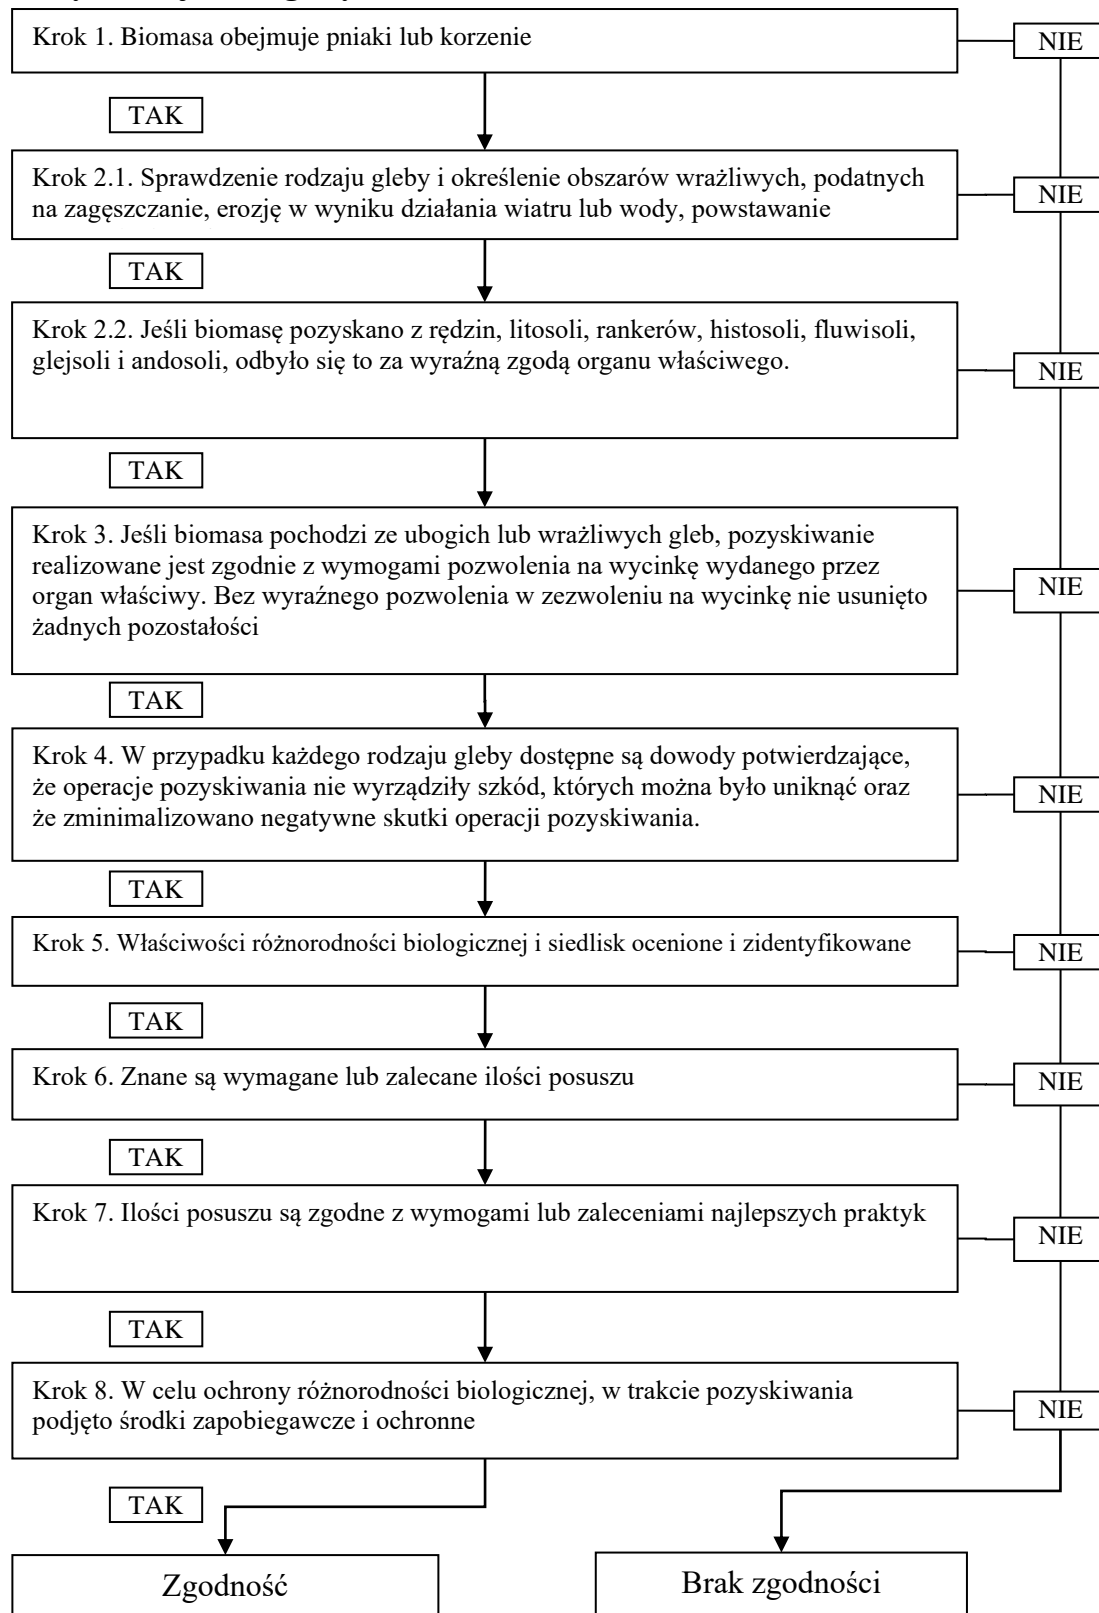 Krok 1. Biomasa obejmuje pniaki lub korzenie
NIE
TAK
Krok 2.1. Sprawdzenie rodzaju gleby i określenie obszarów wrażliwych, podatnych
na zagęszczanie, erozję w wyniku działania wiatru lub wody, powstawanie
NIE
TAK
Krok 2.2. Jeśli biomasę pozyskano z rędzin, litosoli, rankerów, histosoli, fluwisoli,
glejsoli i andosoli, odbyło się to za wyraźną zgodą organu właściwego.
NIE
TAK
Krok 3. Jeśli biomasa pochodzi ze ubogich lub wrażliwych gleb, pozyskiwanie
realizowane jest zgodnie z wymogami pozwolenia na wycinkę wydanego przez
organ właściwy. Bez wyraźnego pozwolenia w zezwoleniu na wycinkę nie usunięto
żadnych pozostałości
NIE
TAK
Krok 4. W przypadku każdego rodzaju gleby dostępne są dowody potwierdzające,
że operacje pozyskiwania nie wyrządziły szkód, których można było uniknąć oraz
że zminimalizowano negatywne skutki operacji pozyskiwania.
NIE
TAK
Krok 5. Właściwości różnorodności biologicznej i siedlisk ocenione i zidentyfikowane
NIE
TAK
Krok 6. Znane są wymagane lub zalecane ilości posuszu
NIE
TAK
Krok 7. Ilości posuszu są zgodne z wymogami lub zaleceniami najlepszych praktyk
NIE
TAK
Krok 8. W celu ochrony różnorodności biologicznej, w trakcie pozyskiwania
podjęto środki zapobiegawcze i ochronne
NIE
TAK
Zgodność
Brak zgodności